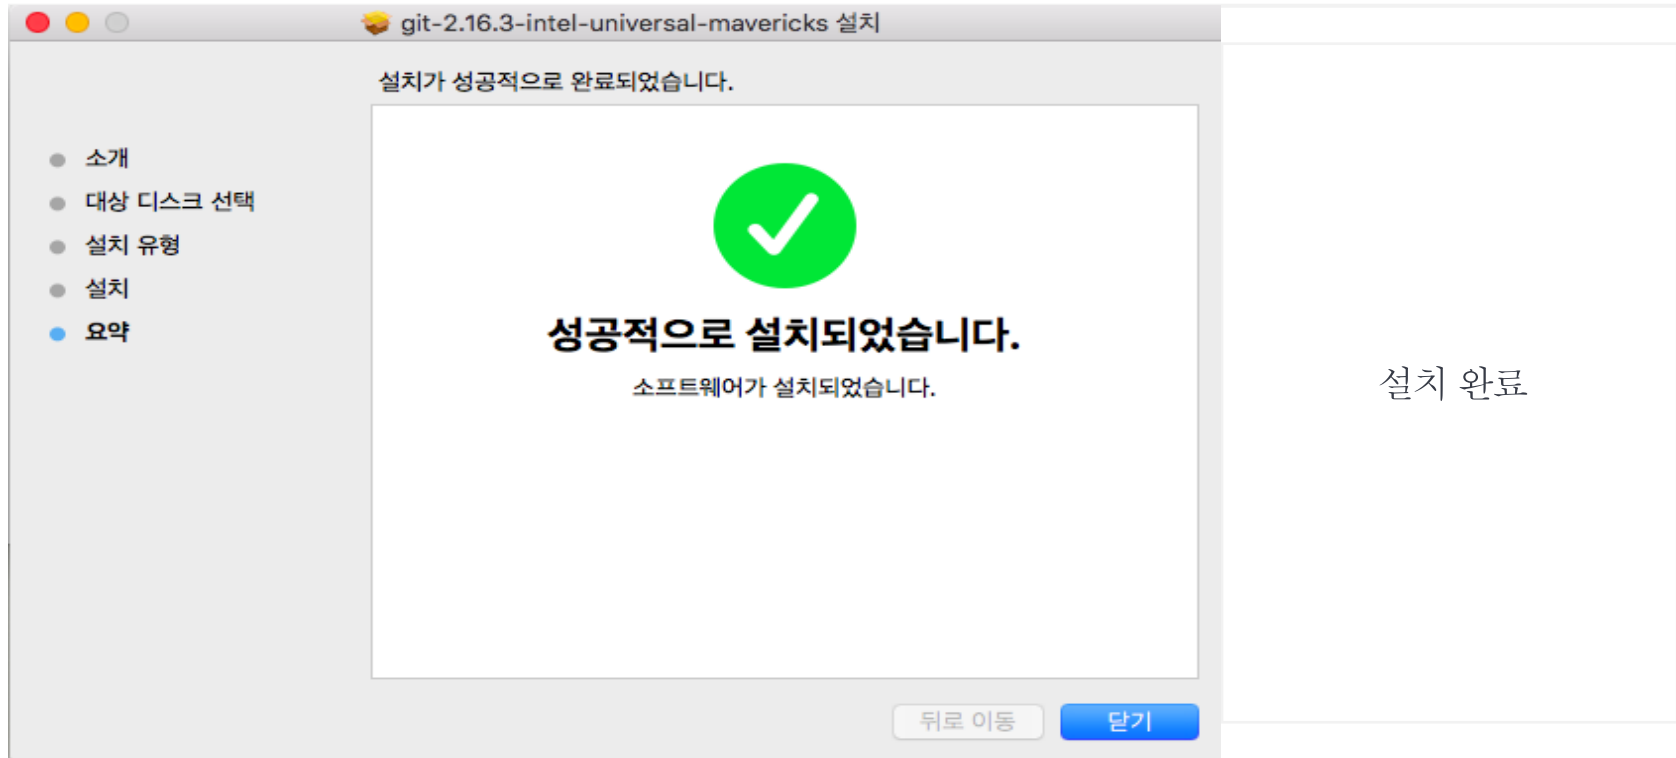 git-2.16.3-intel-universal-mavericks 설치
설치가 성공적으로 완료되었습니다.
소개
대상 디스크 선택
설치 유형
설치
요약
성공적으로 설치되었습니다.
소프트웨어가 설치되었습니다.
뒤로 이동
닫기
설치 완료